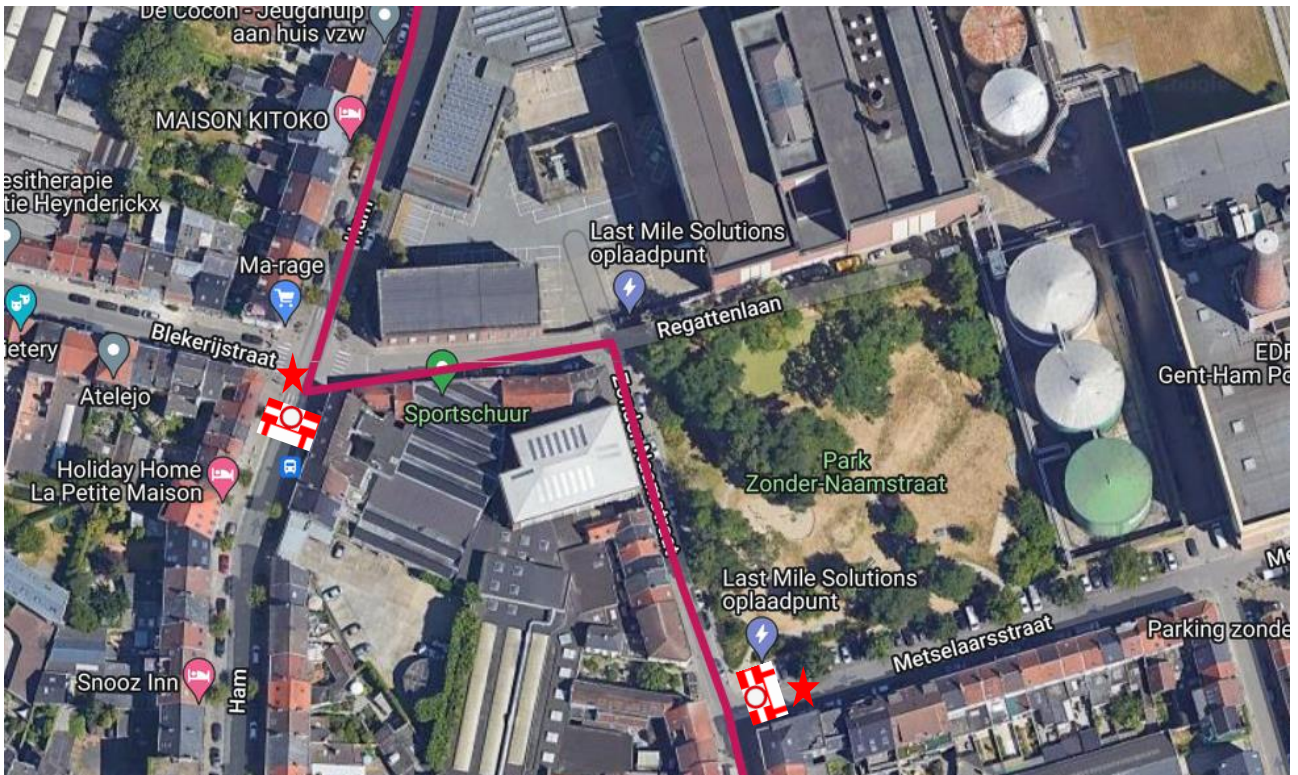 De Cocon - Jeugdhulp
aan huis vzw
MAISON KITOKO
esitherapie
tie Heynderickx
Ham
Last Mile Solutions
oplaadpunt
Ma-rage
Regattenlaan
Blekerijstraat
ietery
Atelejo
Sportschuur
EDF
Gent-Ham Po
Holiday Home
La Petite Maison
Park
Zonder-Naamstraat
Last Mile Solutions
oplaadpunt
Me
Metselaarsstraat
Parking zonde
Snooz Inn
Ham